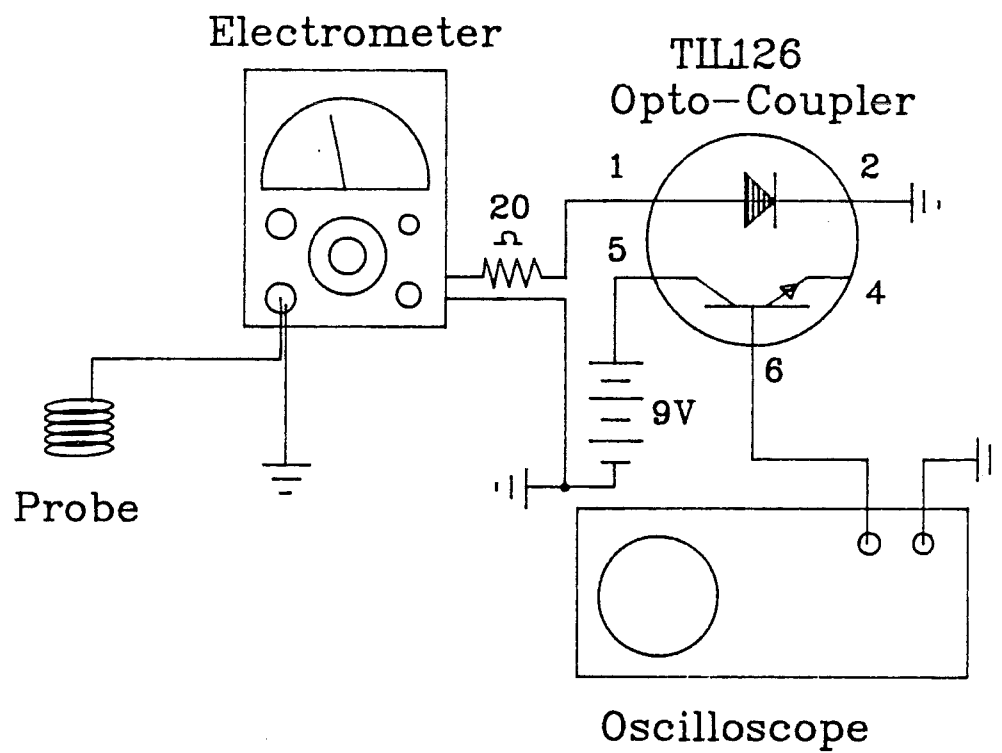 Electrometer
TIL126
Opto-Coupler
1
2
20
Ω
5
4
6
9V
Probe
Oscilloscope